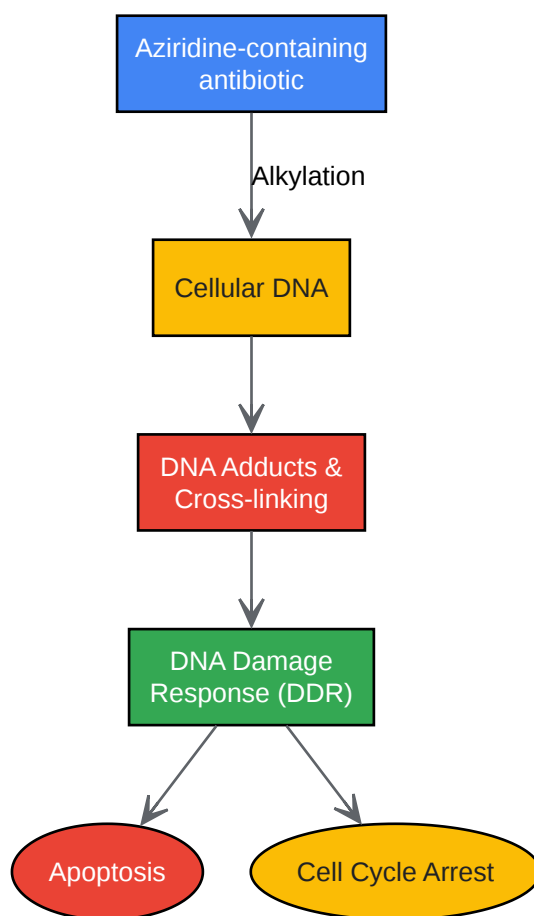 Aziridine-containing
antibiotic
Alkylation
Cellular DNA
DNA Adducts &
Cross-linking
DNA Damage
Response (DDR)
Apoptosis
Cell Cycle Arrest